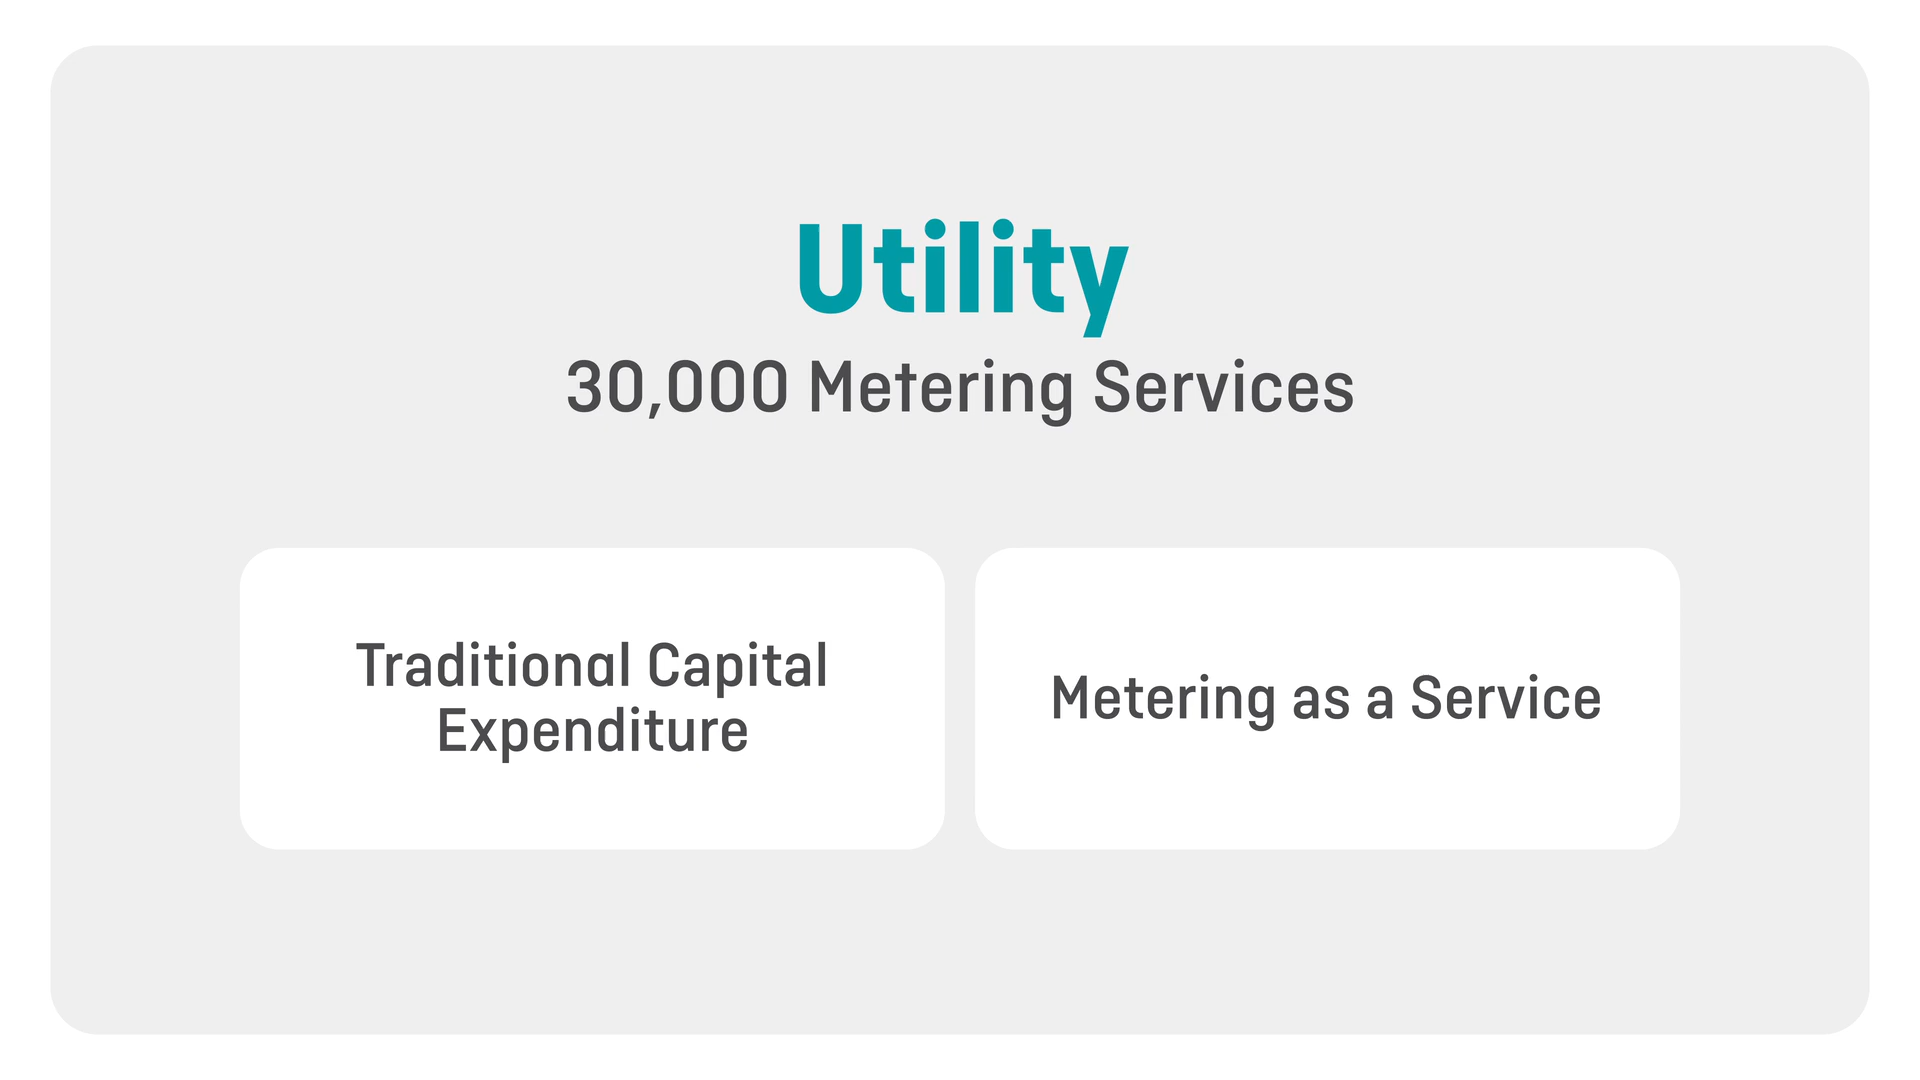 Utility
30,000 Metering Services
Traditional Capital
Expenditure
Metering as a Service